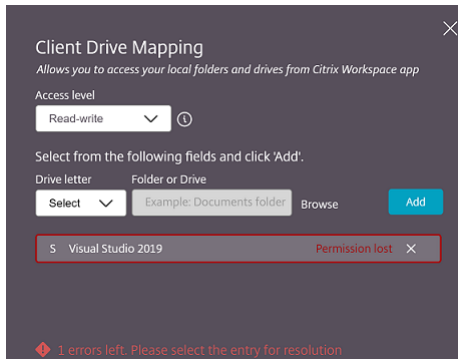 Client Drive Mapping
Allows you to access your local folders and drives from Citrix Workspace app
Access level
Read-write
Select from the following fields and click 'Add'.
Drive letter Folder or Drive
Select Example: Documents folder Browse Add
S Visual Studio 2019 Permission lost
1 errors left. Please select the entry for resolution